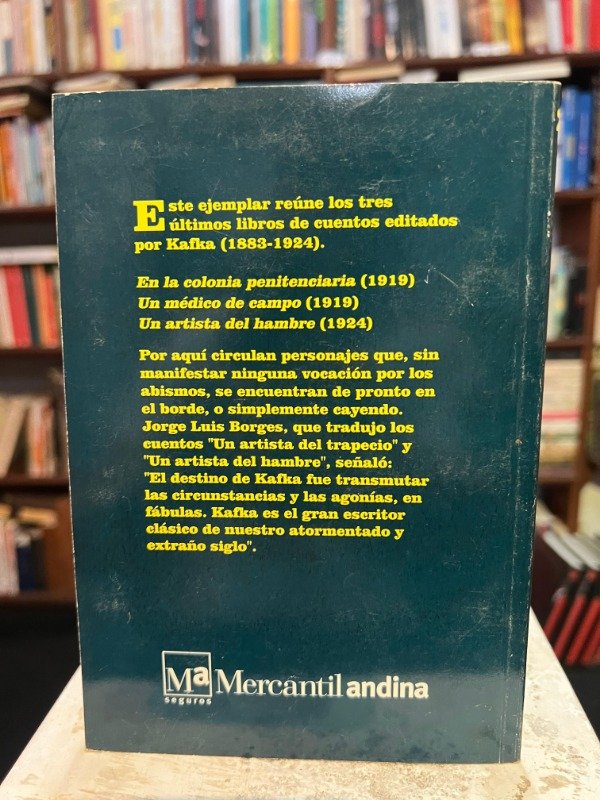 Este ejemplar reúne los tres
últimos libros de cuentos editados
por Kafka (1883-1924).
En la colonia penitenciaria (1919)
Un médico de campo (1919)
Un artista del hambre (1924)
Por aquí circulan personajes que, sin
manifestar ninguna vocación por los
abismos, se encuentran de pronto en
el borde, o simplemente cayendo.
Jorge Luis Borges, que tradujo los
cuentos "Un artista del trapecio" y
"Un artista del hambre", señaló:
"El destino de Kafka fue transmutar
las circunstancias y las agonías, en
fábulas. Kafka es el gran escritor
clásico de nuestro atormentado y
extraño siglo".
Ma Mercantil andina
seguros